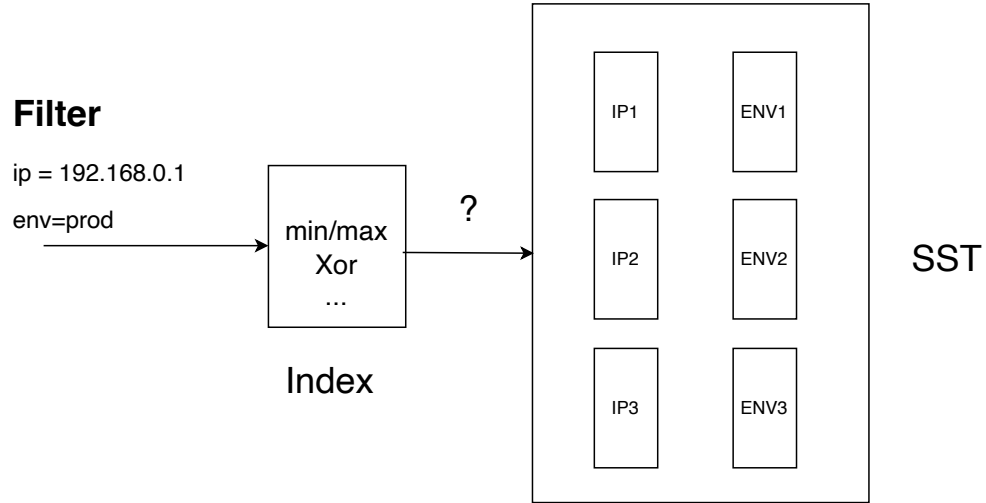 Filter
ip = 192.168.0.1
env=prod
min/max
Xor
...
Index
?
IP1
ENV1
IP2
ENV2
IP3
ENV3
SST